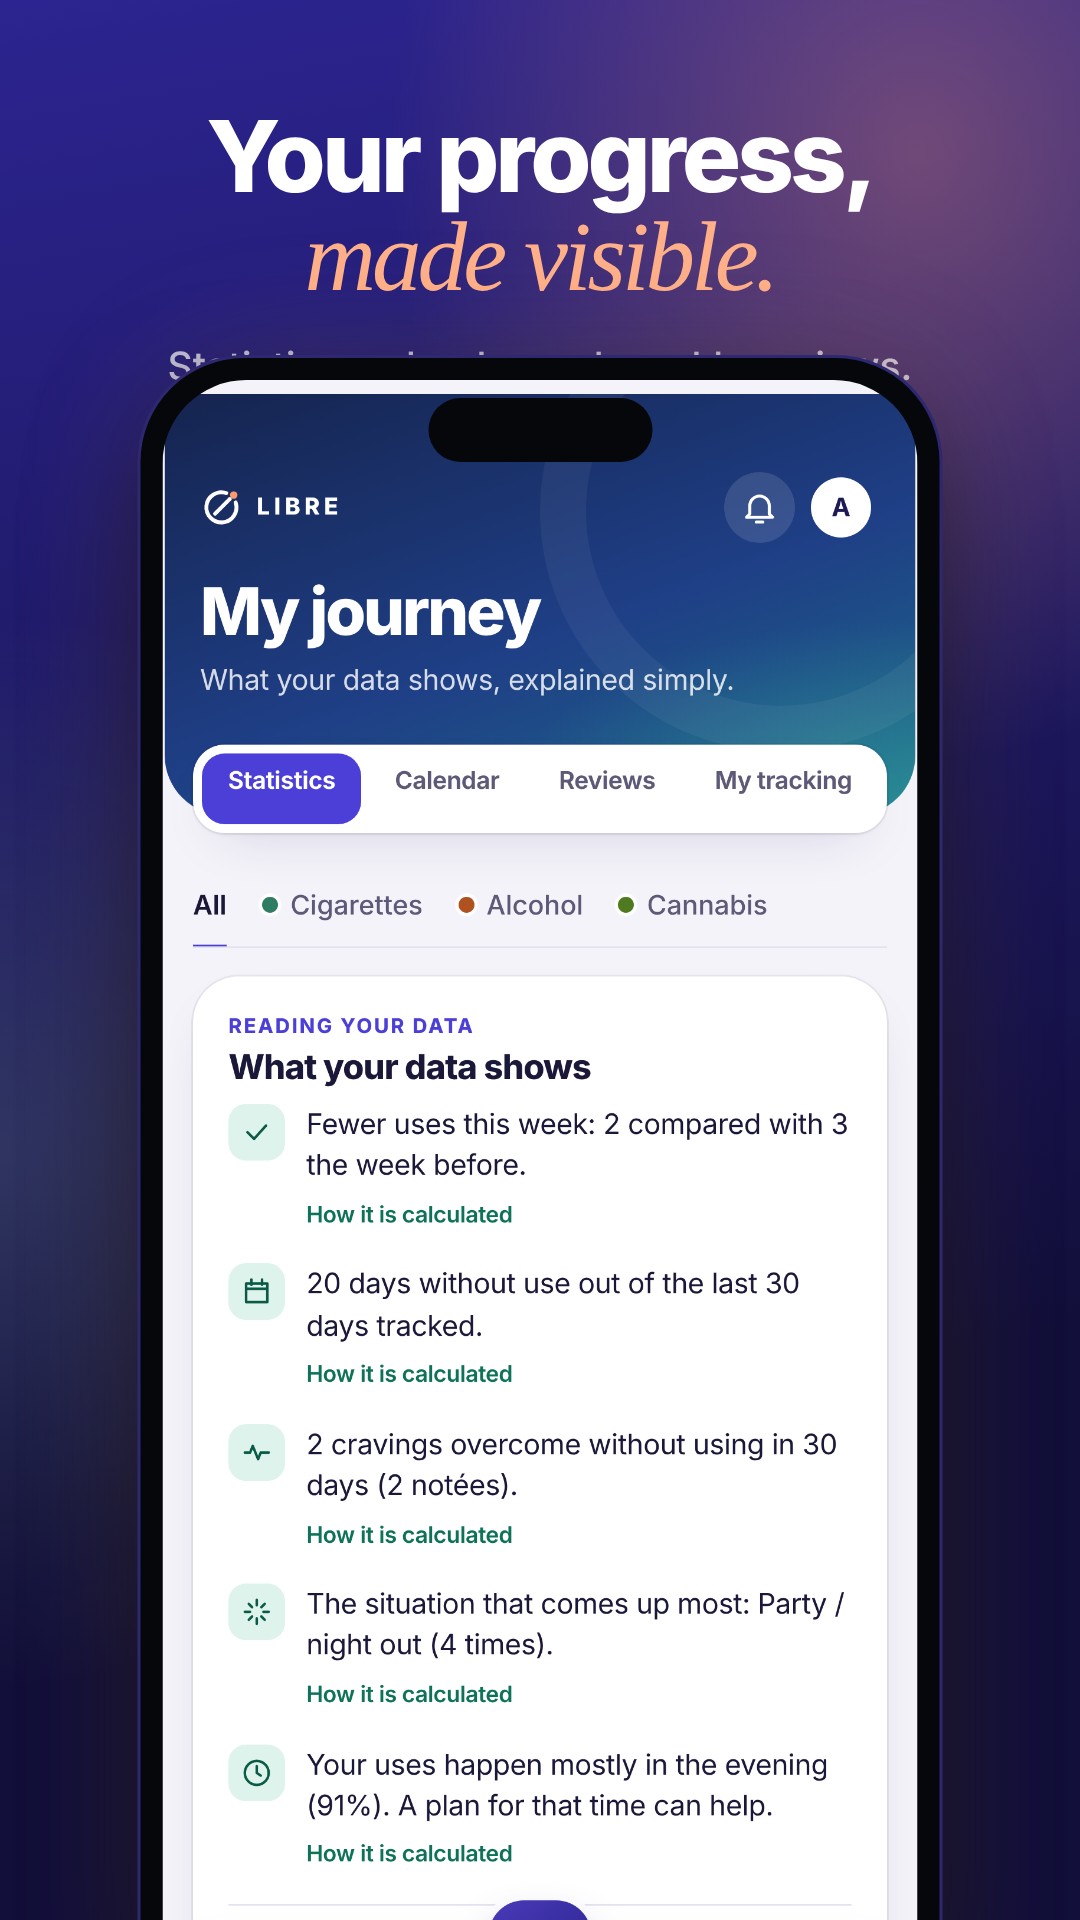 Your progress,
made visible.
LIBRE
A
My journey
What your data shows, explained simply.
Statistics
Calendar
Reviews
My tracking
All
Cigarettes
Alcohol
Cannabis
READING YOUR DATA
What your data shows
Fewer uses this week: 2 compared with 3
the week before.
How it is calculated
20 days without use out of the last 30
days tracked.
How it is calculated
2 cravings overcome without using in 30
days (2 notées).
How it is calculated
The situation that comes up most: Party /
night out (4 times).
How it is calculated
Your uses happen mostly in the evening
(91%). A plan for that time can help.
How it is calculated